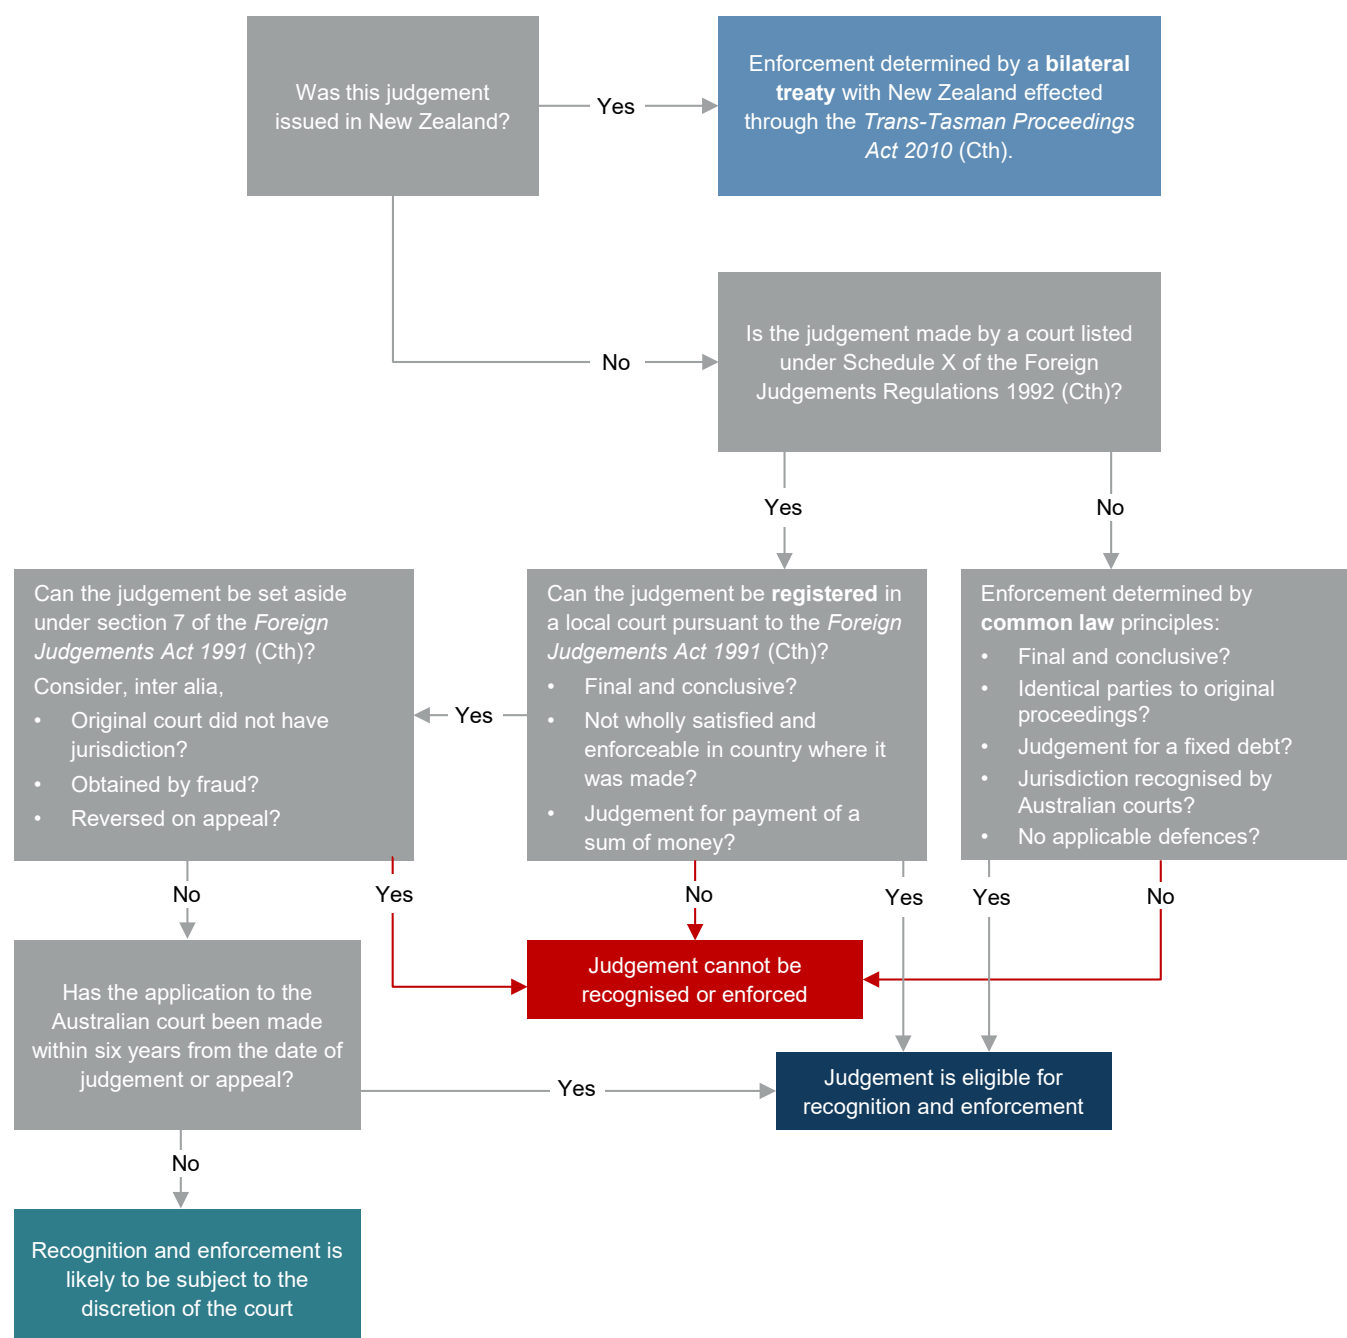 Was this judgement
issued in New Zealand?
Yes
Enforcement determined by a bilateral
treaty with New Zealand effected
through the Trans-Tasman Proceedings
Act 2010 (Cth).
No
Is the judgement made by a court listed
under Schedule X of the Foreign
Judgements Regulations 1992 (Cth)?
Yes
No
Can the judgement be set aside
under section 7 of the Foreign
Judgements Act 1991 (Cth)?
Consider, inter alia,
• Original court did not have
jurisdiction?
• Obtained by fraud?
• Reversed on appeal?
Yes
Can the judgement be registered in
a local court pursuant to the Foreign
Judgements Act 1991 (Cth)?
• Final and conclusive?
• Not wholly satisfied and
enforceable in country where it
was made?
• Judgement for payment of a
sum of money?
Enforcement determined by
common law principles:
• Final and conclusive?
• Identical parties to original
proceedings?
• Judgement for a fixed debt?
• Jurisdiction recognised by
Australian courts?
• No applicable defences?
No
Yes
No
Yes
Yes
No
Has the application to the
Australian court been made
within six years from the date of
judgement or appeal?
Judgement cannot be
recognised or enforced
Yes
Judgement is eligible for
recognition and enforcement
No
Recognition and enforcement is
likely to be subject to the
discretion of the court